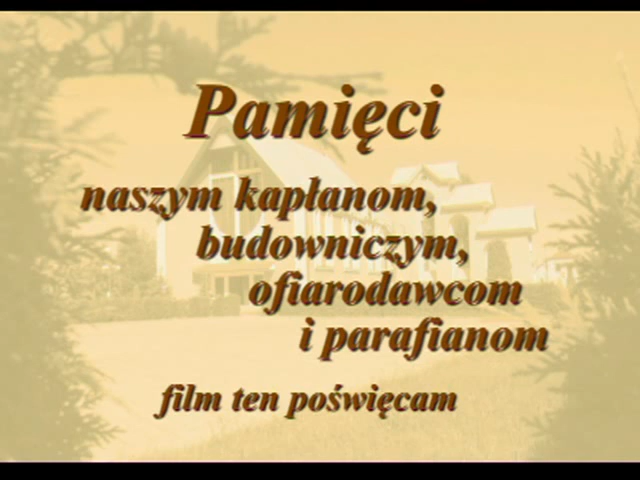 Pamięci
naszym kapłanom,
budowniczym,
ofiarodawcom
i parafianom
film ten poświęcam